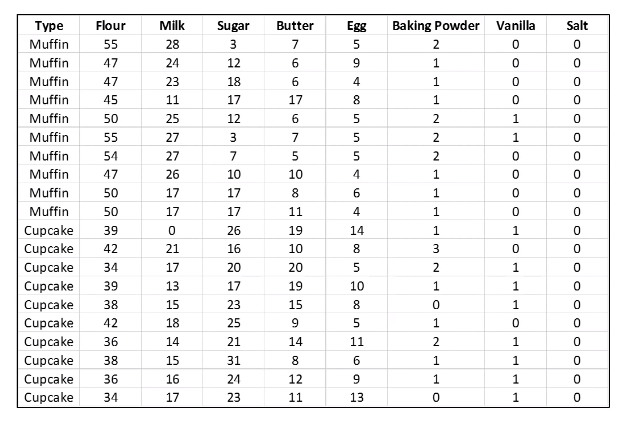 Type Flour Milk Sugar Butter Egg Baking Powder Vanilla Salt
Muffin 55 28 3 7 5 2 0 0
Muffin 47 24 12 6 9 1 0 0
Muffin 47 23 18 6 4 1 0 0
Muffin 45 11 17 17 8 1 0 0
Muffin 50 25 12 6 5 2 1 0
Muffin 55 27 3 7 5 2 1 0
Muffin 54 27 7 5 5 2 0 0
Muffin 47 26 10 10 4 1 0 0
Muffin 50 17 17 8 6 1 0 0
Muffin 50 17 17 11 4 1 0 0
Cupcake 39 0 26 19 14 1 1 0
Cupcake 42 21 16 10 8 3 0 0
Cupcake 34 17 20 20 5 2 1 0
Cupcake 39 13 17 19 10 1 1 0
Cupcake 38 15 23 15 8 0 1 0
Cupcake 42 18 25 9 5 1 0 0
Cupcake 36 14 21 14 11 2 1 0
Cupcake 38 15 31 8 6 1 1 0
Cupcake 36 16 24 12 9 1 1 0
Cupcake 34 17 23 11 13 0 1 0